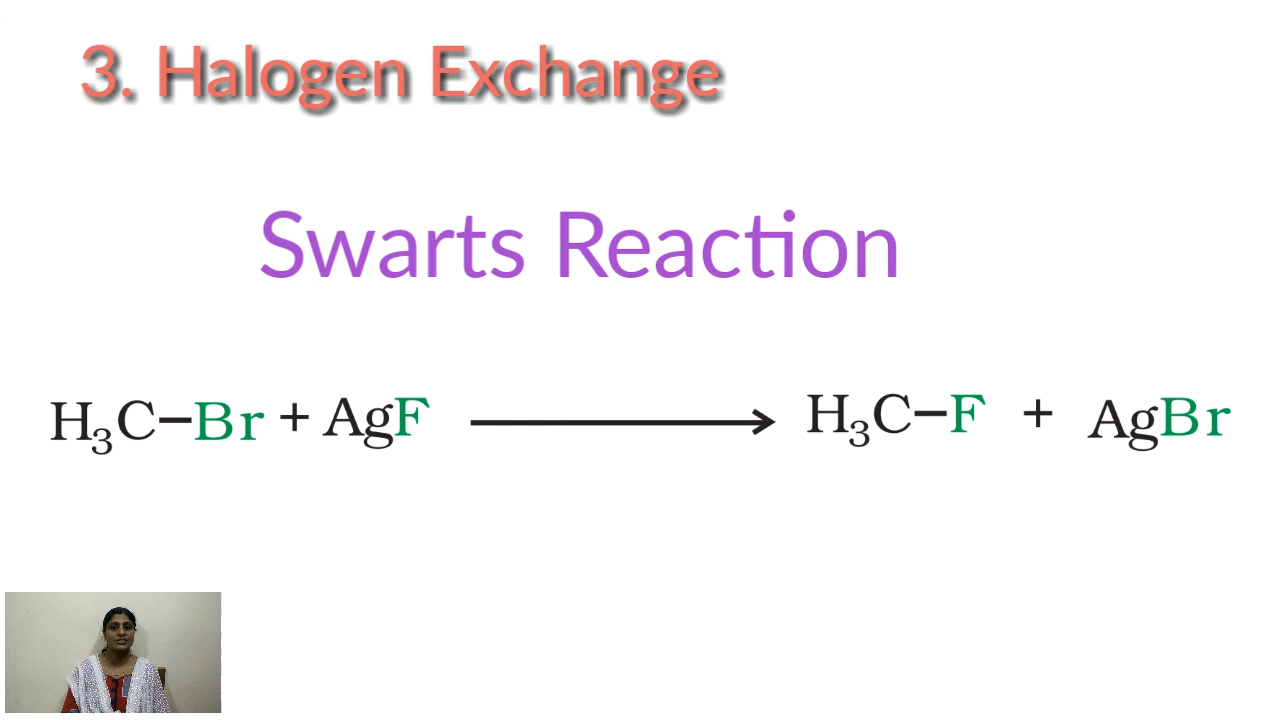 3. Halogen Exchange
Swarts Reaction
H₃C–Br + AgF → H₃C–F + AgBr